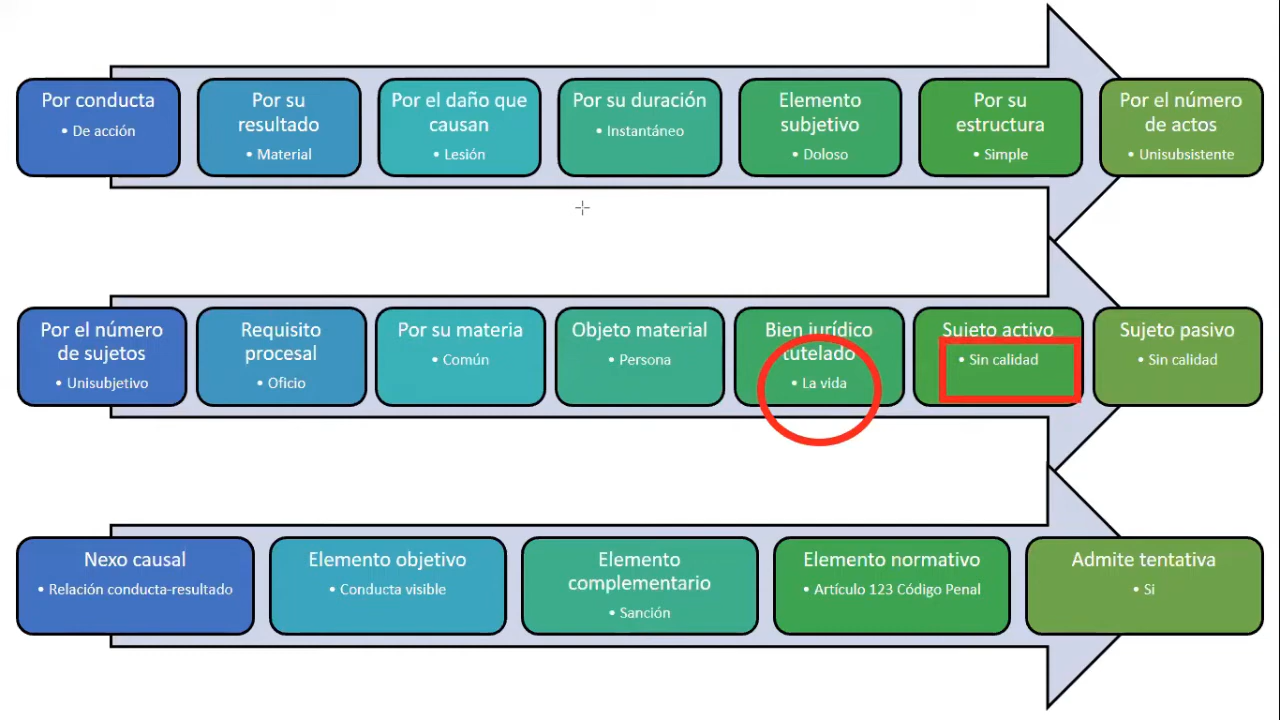 Por conducta
• De acción
Por su
resultado
• Material
Por el daño que
causan
• Lesión
Por su duración
• Instantáneo
Elemento
subjetivo
• Doloso
Por su
estructura
• Simple
Por el número
de actos
• Unisubsistente
Por el número
de sujetos
• Unisubjetivo
Requisito
procesal
• Oficio
Por su materia
• Común
Objeto material
• Persona
Bien jurídico
tutelado
• La vida
Sujeto activo
• Sin calidad
Sujeto pasivo
• Sin calidad
Nexo causal
• Relación conducta-resultado
Elemento objetivo
• Conducta visible
Elemento
complementario
• Sanción
Elemento normativo
• Artículo 123 Código Penal
Admite tentativa
• Si